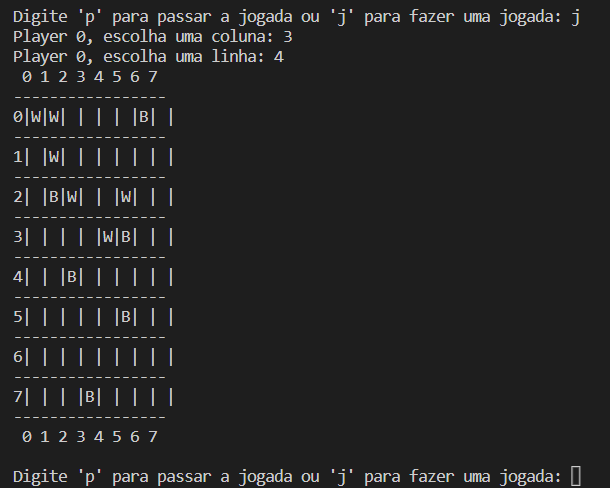 Digite 'p' para passar a jogada ou 'j' para fazer uma jogada: j
Player 0, escolha uma coluna: 3
Player 0, escolha uma linha: 4
 0 1 2 3 4 5 6 7
-----------------
0|W|W| | | | |B| |
-----------------
1| |W| | | | | | |
-----------------
2| |B|W| | |W| | |
-----------------
3| | | | |W|B| | |
-----------------
4| | |B| | | | | |
-----------------
5| | | | | |B| | |
-----------------
6| | | | | | | | |
-----------------
7| | | |B| | | | |
-----------------
 0 1 2 3 4 5 6 7
Digite 'p' para passar a jogada ou 'j' para fazer uma jogada: